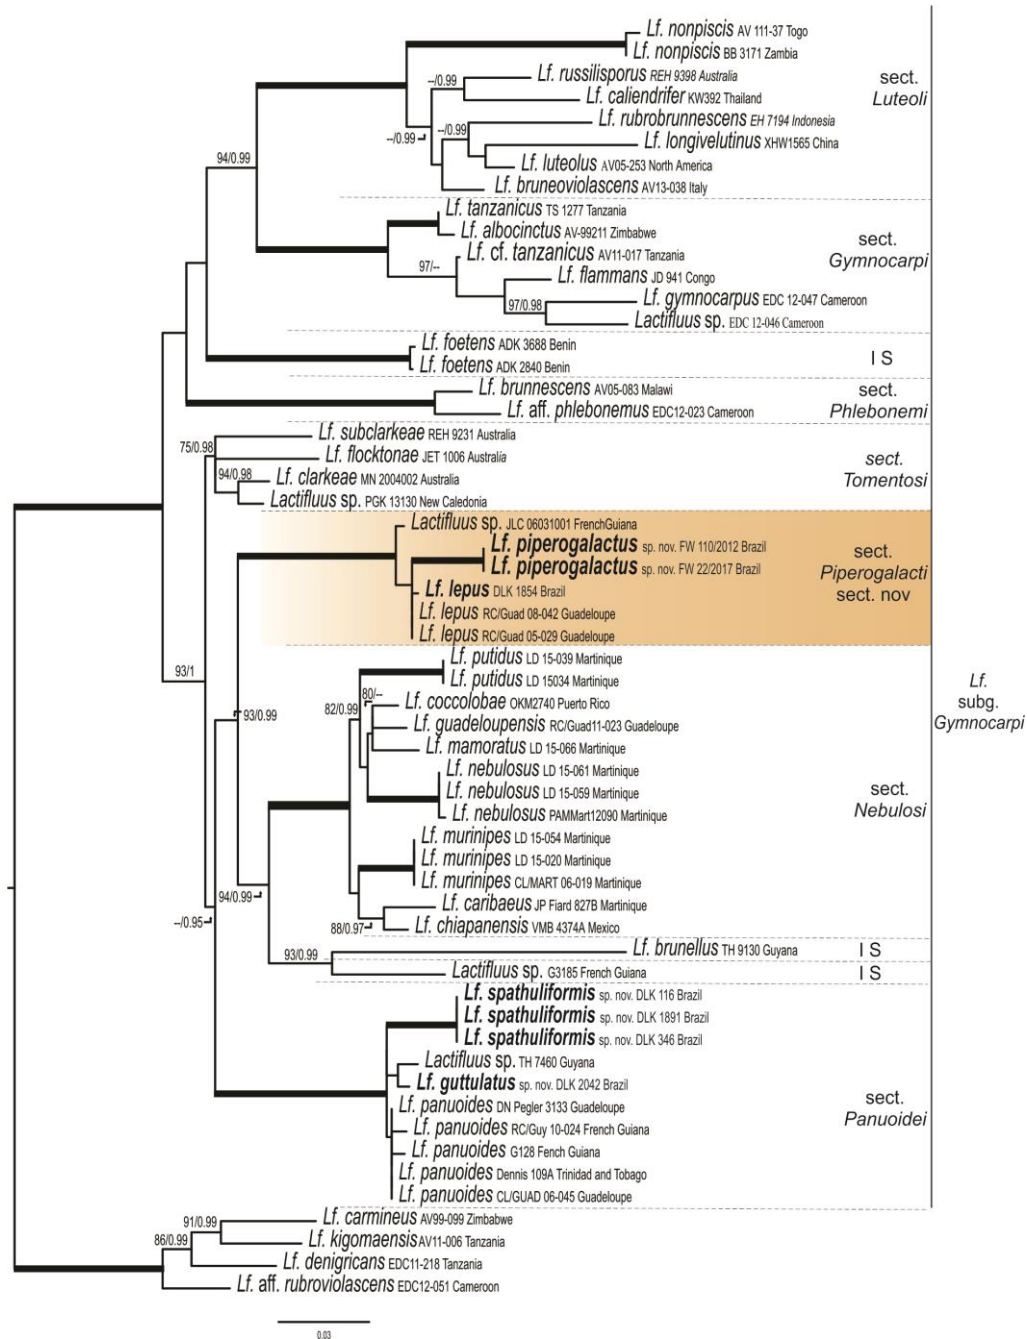 Lf. nonpiscis AV 111-37 Togo
Lf. nonpiscis BB 3171 Zambia
--/0.99
Lf. russilisporus REH 9398 Australia
sect.
Luteoli
Lf. caliendrifer KW392 Thailand
Lf. rubrobrunnescens EH 7194 Indonesia
--/0.99
--/0.99
Lf. longivelutinus XHW1565 China
94/0.99
Lf. luteolus AV05-253 North America
Lf. bruneoviolascens AV13-038 Italy
Lf. tanzanicus TS 1277 Tanzania
Lf. albocinctus AV-99211 Zimbabwe
sect.
Gymnocarpi
Lf. cf. tanzanicus AV11-017 Tanzania
97/--
Lf. flammans JD 941 Congo
Lf. gymnocarpus EDC 12-047 Cameroon
97/0.98
Lactifluus sp. EDC 12-046 Cameroon
Lf. foetens ADK 3688 Benin
I S
Lf. foetens ADK 2840 Benin
Lf. brunnescens AV05-083 Malawi
sect.
Phlebonemi
Lf. aff. phlebonemus EDC12-023 Cameroon
Lf. subclarkeae REH 9231 Australia
75/0.98
Lf. flocktonae JET 1006 Australia
sect.
Tomentosi
94/0.98
Lf. clarkeae MN 2004002 Australia
Lactifluus sp. PGK 13130 New Caledonia
Lactifluus sp. JLC 06031001 FrenchGuiana
Lf. piperogalactus sp. nov. FW 110/2012 Brazil
Lf. piperogalactus sp. nov. FW 22/2017 Brazil
sect.
Piperogalacti
sect. nov
Lf. lepus DLK 1854 Brazil
Lf. lepus RC/Guad 08-042 Guadeloupe
Lf. lepus RC/Guad 05-029 Guadeloupe
93/1
Lf. putidus LD 15-039 Martinique
Lf. putidus LD 15034 Martinique
Lf.
subg.
Gymnocarpi
80/--
Lf. coccolobae OKM2740 Puerto Rico
82/0.99
93/0.99
Lf. guadeloupensis RC/Guad11-023 Guadeloupe
Lf. mamoratus LD 15-066 Martinique
Lf. nebulosus LD 15-061 Martinique
Lf. nebulosus LD 15-059 Martinique
sect.
Nebulosi
Lf. nebulosus PAMMart12090 Martinique
Lf. murinipes LD 15-054 Martinique
Lf. murinipes LD 15-020 Martinique
Lf. murinipes CL/MART 06-019 Martinique
94/0.99
Lf. caribaeus JP Fiard 827B Martinique
--/0.95
88/0.97
Lf. chiapanensis VMB 4374A Mexico
93/0.99
Lf. brunellus TH 9130 Guyana
I S
Lactifluus sp. G3185 French Guiana
I S
Lf. spathuliformis sp. nov. DLK 116 Brazil
Lf. spathuliformis sp. nov. DLK 1891 Brazil
Lf. spathuliformis sp. nov. DLK 346 Brazil
Lactifluus sp. TH 7460 Guyana
Lf. guttulatus sp. nov. DLK 2042 Brazil
sect.
Panuoidei
Lf. panuoides DN Pegler 3133 Guadeloupe
Lf. panuoides RC/Guy 10-024 French Guiana
Lf. panuoides G128 Fench Guiana
Lf. panuoides Dennis 109A Trinidad and Tobago
Lf. panuoides CL/GUAD 06-045 Guadeloupe
91/0.99
Lf. carmineus AV99-099 Zimbabwe
86/0.99
Lf. kigomaensis AV11-006 Tanzania
Lf. denigricans EDC11-218 Tanzania
Lf. aff. rubroviolascens EDC12-051 Cameroon
0.03